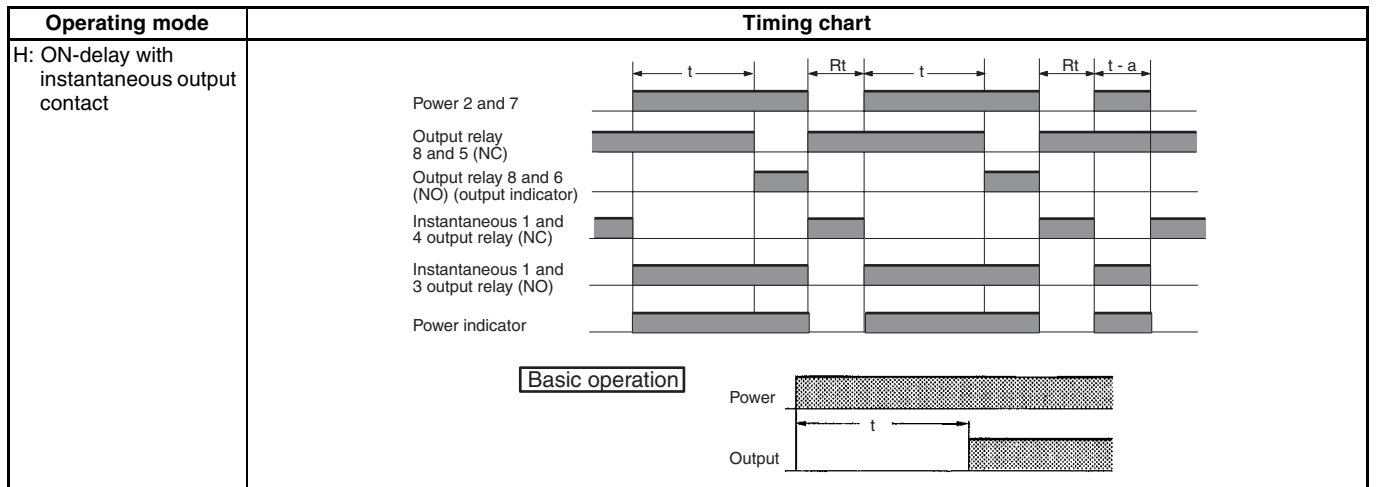 Operating mode
Timing chart
H: ON-delay with
instantaneous output
contact
t
Rt
t
Rt
t - a
Power 2 and 7
Output relay
8 and 5 (NC)
Output relay 8 and 6
(NO) (output indicator)
Instantaneous 1 and
4 output relay (NC)
Instantaneous 1 and
3 output relay (NO)
Power indicator
Basic operation
Power
t
Output